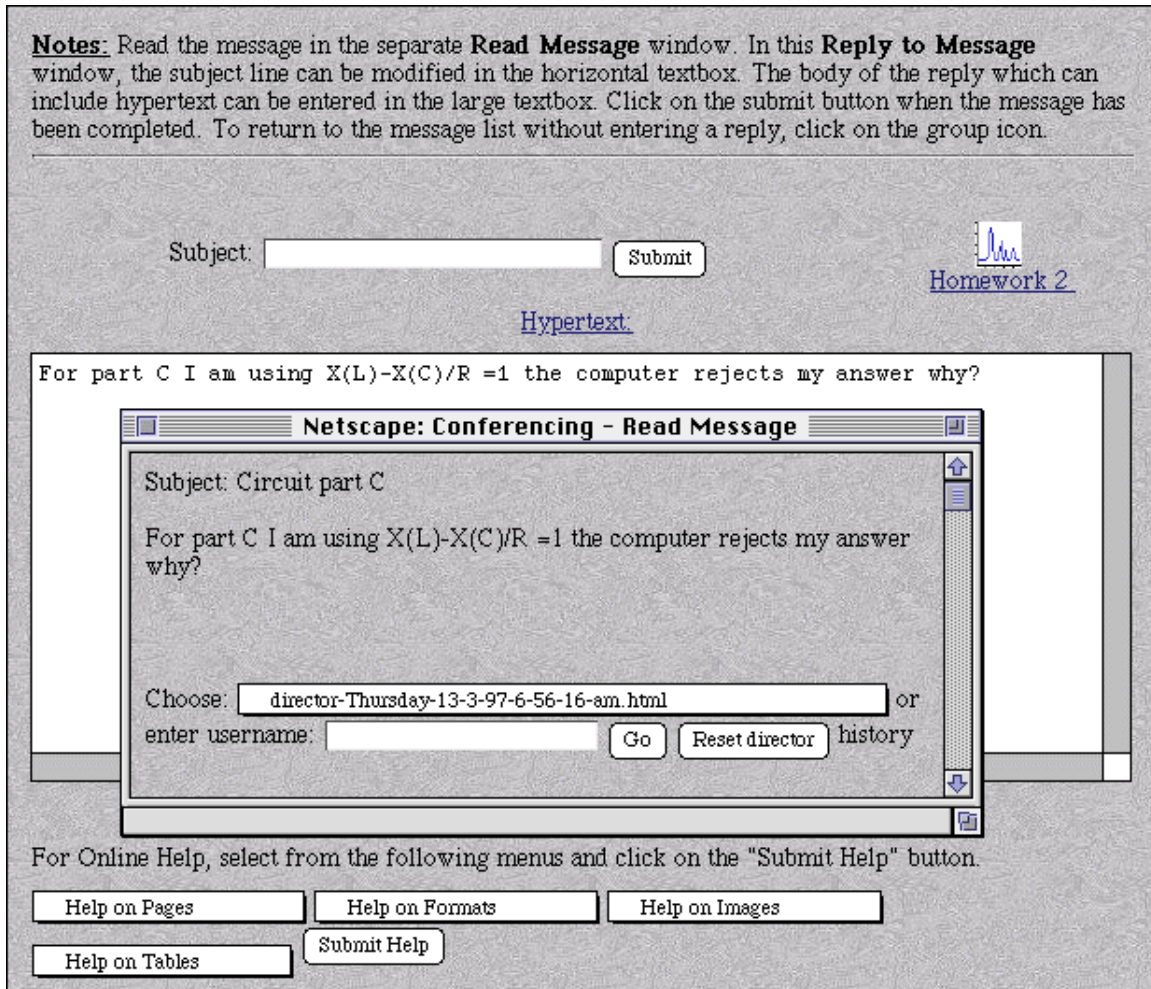 Notes: Read the message in the separate Read Message window. In this Reply to Message
window, the subject line can be modified in the horizontal textbox. The body of the reply which can
include hypertext can be entered in the large textbox. Click on the submit button when the message has
been completed. To return to the message list without entering a reply, click on the group icon.
Subject: Submit
Homework 2
Hypertext:
For part C I am using X(L)-X(C)/R =1 the computer rejects my answer why?
Netscape: Conferencing - Read Message
Subject: Circuit part C
For part C I am using X(L)-X(C)/R =1 the computer rejects my answer
why?
Choose: director-Thursday-13-3-97-6-56-16-am.html or
enter username: Go Reset director history
For Online Help, select from the following menus and click on the "Submit Help" button.
Help on Pages Help on Formats Help on Images
Help on Tables Submit Help